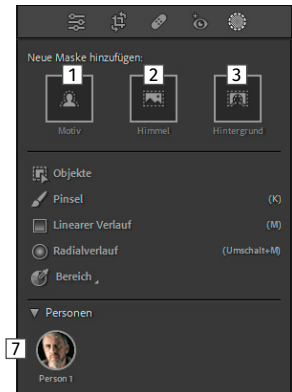 Neue Maske hinzufügen:
1 2 3
Motiv Himmel Hintergrund
Objekte
Pinsel (K)
Linearer Verlauf (M)
Radialverlauf (Umschalt+M)
Bereich
Personen
7
Person 1